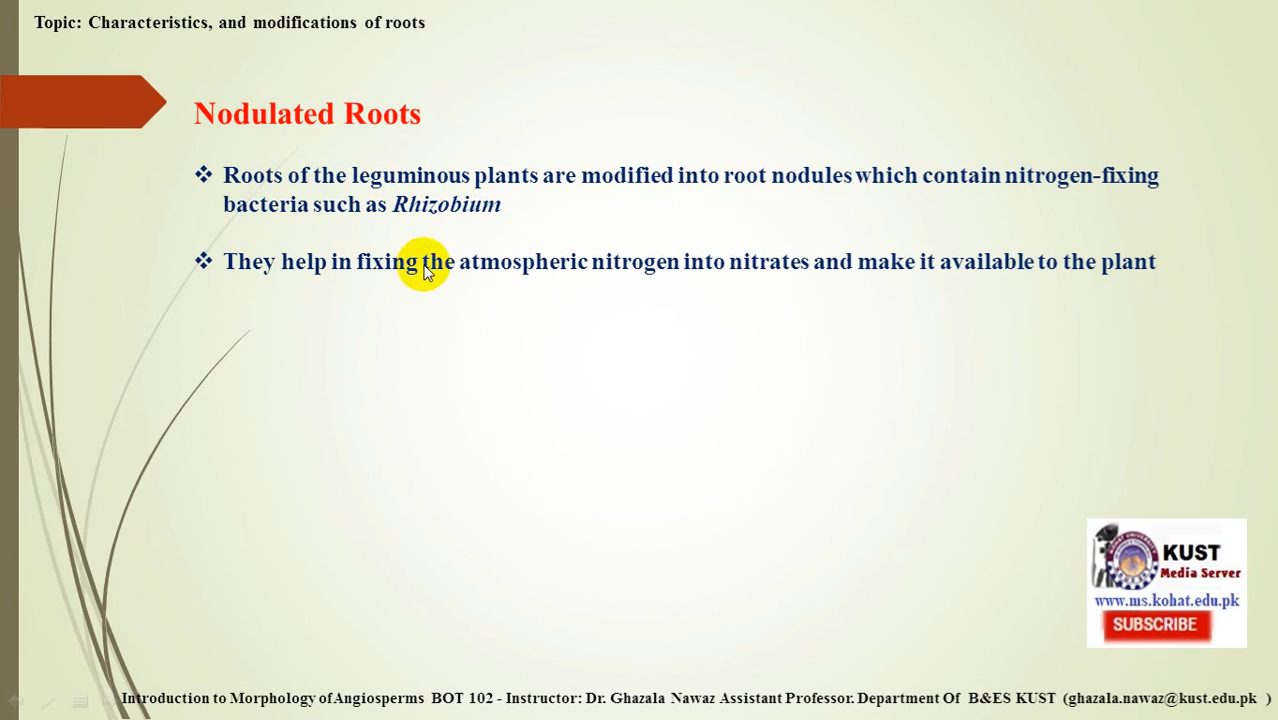 Topic: Characteristics, and modifications of roots
Nodulated Roots
❖ Roots of the leguminous plants are modified into root nodules which contain nitrogen-fixing
bacteria such as Rhizobium
❖ They help in fixing the atmospheric nitrogen into nitrates and make it available to the plant
KUST
Media Server
www.ms.kohat.edu.pk
SUBSCRIBE
Introduction to Morphology of Angiosperms BOT 102 - Instructor: Dr. Ghazala Nawaz Assistant Professor. Department Of B&ES KUST (ghazala.nawaz@kust.edu.pk )